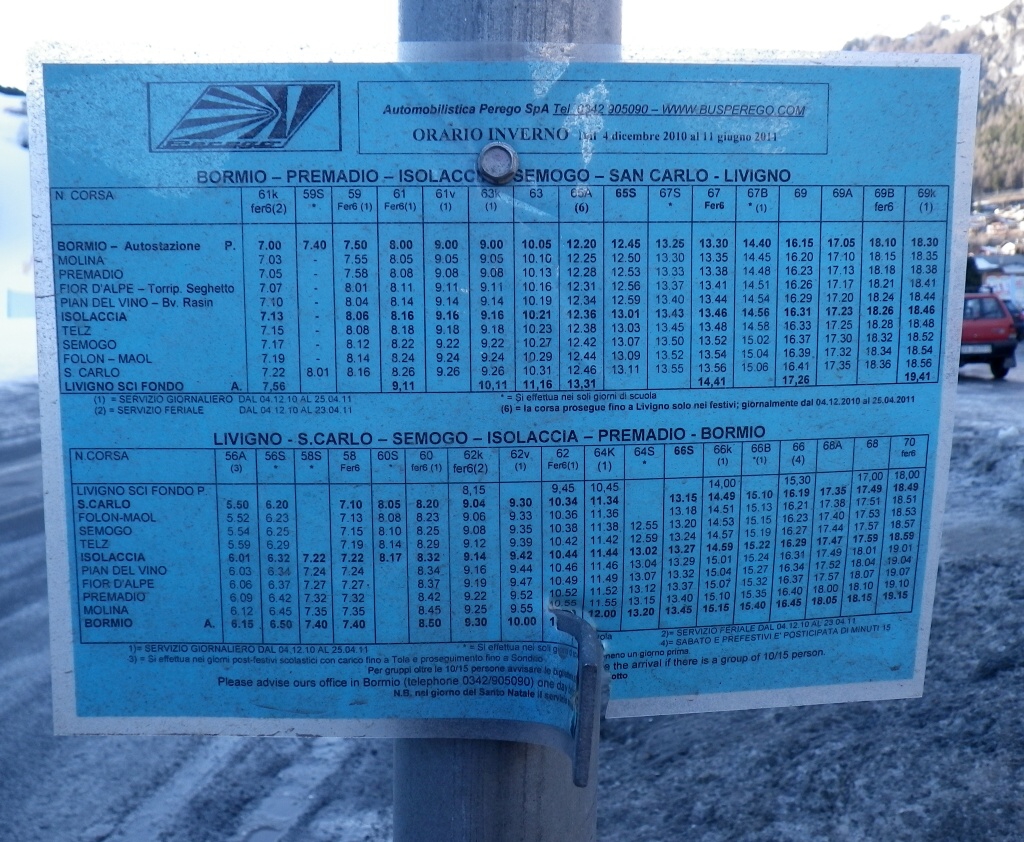 Perego
Automobilistica Perego SpA Tel. 0342 905090 – WWW.BUSPEREGO.COM
ORARIO INVERNO Dal 4 dicembre 2010 al 11 giugno 2011
BORMIO – PREMADIO – ISOLACCIA SEMOGO – SAN CARLO - LIVIGNO
N. CORSA 61k 59S 59 61 61v 63k 63 65A 65S 67S 67 67B 69 69A 69B 69k
fer6(2) * Fer6 (1) Fer6(1) (1) (1) (6) * Fer6 * (1) fer6 (1)
BORMIO – Autostazione P. 7.00 7.40 7.50 8.00 9.00 9.00 10.05 12.20 12.45 13.25 13.30 14.40 16.15 17.05 18.10 18.30
MOLINA 7.03 - 7.55 8.05 9.05 9.05 10.10 12.25 12.50 13.30 13.35 14.45 16.20 17.10 18.15 18.35
PREMADIO 7.05 - 7.58 8.08 9.08 9.08 10.13 12.28 12.53 13.33 13.38 14.48 16.23 17.13 18.18 18.38
FIOR D'ALPE – Torrip. Seghetto 7.07 - 8.01 8.11 9.11 9.11 10.16 12.31 12.56 13.37 13.41 14.51 16.26 17.17 18.21 18.41
PIAN DEL VINO – Bv. Rasin 7.10 - 8.04 8.14 9.14 9.14 10.19 12.34 12.59 13.40 13.44 14.54 16.29 17.20 18.24 18.44
ISOLACCIA 7.13 - 8.06 8.16 9.16 9.16 10.21 12.36 13.01 13.43 13.46 14.56 16.31 17.23 18.26 18.46
TELZ 7.15 - 8.08 8.18 9.18 9.18 10.23 12.38 13.03 13.45 13.48 14.58 16.33 17.25 18.28 18.48
SEMOGO 7.17 - 8.12 8.22 9.22 9.22 10.27 12.42 13.07 13.50 13.52 15.02 16.37 17.30 18.32 18.52
FOLON – MAOL 7.19 - 8.14 8.24 9.24 9.24 10.29 12.44 13.09 13.52 13.54 15.04 16.39 17.32 18.34 18.54
S. CARLO 7.22 8.01 8.16 8.26 9.26 9.26 10.31 12.46 13.11 13.55 13.56 15.06 16.41 17.35 18.36 18.56
LIVIGNO SCI FONDO A. 7,56 9,11 10,11 11,16 13,31 14,41 17,26 19,41
(1) = SERVIZIO GIORNALIERO DAL 04.12.10 AL 25.04.11 * = Si effettua nei soli giorni di scuola
(2) = SERVIZIO FERIALE DAL 04.12.10 AL 23.04.11 (6) = la corsa prosegue fino a Livigno solo nei festivi; giornalmente dal 04.12.2010 al 25.04.2011
LIVIGNO - S.CARLO – SEMOGO – ISOLACCIA – PREMADIO - BORMIO
N.CORSA 56A 56S 58S 58 60S 60 60k 62k 62v 62 64K 64S 66S 66k 66B 66 68A 68 70
(3) * * Fer6 * fer6 (1) fer6(2) (1) Fer6(1) (1) * (1) *(1) (4) fer6
LIVIGNO SCI FONDO P. 8,15 9,45 10,45 14,00 15,30 17,00 18,00
S.CARLO 5.50 6.20 7.10 8.05 8.20 9.04 9.30 10.34 11.34 13.15 14.49 15.10 16.19 17.35 17.49 18.49
FOLON-MAOL 5.52 6.23 7.13 8.08 8.23 9.06 9.33 10.36 11.36 13.18 14.51 15.13 16.21 17.38 17.51 18.51
SEMOGO 5.54 6.25 7.15 8.10 8.25 9.08 9.35 10.38 11.38 12.55 13.20 14.53 15.15 16.23 17.40 17.53 18.53
TELZ 5.59 6.29 7.19 8.14 8.29 9.12 9.39 10.42 11.42 12.59 13.24 14.57 15.19 16.27 17.44 17.57 18.57
ISOLACCIA 6.01 6.32 7.22 7.22 8.17 8.32 9.14 9.42 10.44 11.44 13.02 13.27 14.59 15.22 16.29 17.47 17.59 18.59
PIAN DEL VINO 6.03 6.34 7.24 7.24 8.34 9.16 9.44 10.46 11.46 13.04 13.29 15.01 15.24 16.31 17.49 18.01 19.01
FIOR D'ALPE 6.06 6.37 7.27 7.27 8.37 9.19 9.47 10.49 11.49 13.07 13.32 15.04 15.27 16.34 17.52 18.04 19.04
PREMADIO 6.09 6.42 7.32 7.32 8.42 9.22 9.52 10.52 11.52 13.12 13.37 15.07 15.32 16.37 17.57 18.07 19.07
MOLINA 6.12 6.45 7.35 7.35 8.45 9.25 9.55 10.55 11.55 13.15 13.40 15.10 15.35 16.40 18.00 18.10 19.10
BORMIO A. 6.15 6.50 7.40 7.40 8.50 9.30 10.00 12.00 13.20 13.45 15.15 15.40 16.45 18.05 18.15 19.15
1)= SERVIZIO GIORNALIERO DAL 04.12.10 AL 25.04.11 * = Si effettua nei soli 2)= SERVIZIO FERIALE DAL 04.12.10 AL 23.04.11
3) = Si effettua nei giorni post-festivi scolastici con carico fino a Tola e proseguimento fino a Sondrio 4)= SABATO E PREFESTIVI E' POSTICIPATA DI MINUTI 15
Per gruppi oltre le 10/15 persone avvisare un giorno prima
Please advise ours office in Bormio (telephone 0342/905090) one day the arrival if there is a group of 10/15 person.
N.B. nel giorno del Santo Natale il